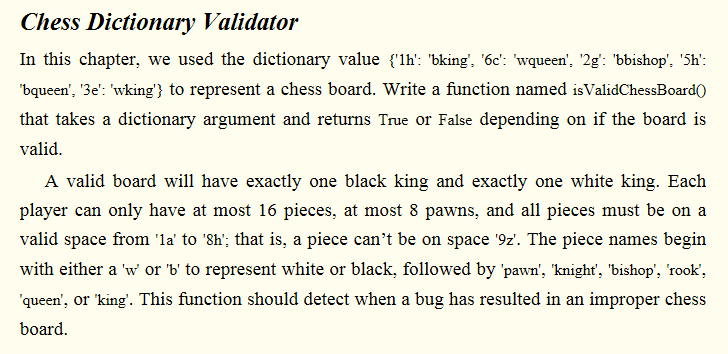 Chess Dictionary Validator
In this chapter, we used the dictionary value {'1h': 'bking', '6c': 'wqueen', '2g': 'bbishop', '5h':
'bqueen', '3e': 'wking'} to represent a chess board. Write a function named isValidChessBoard()
that takes a dictionary argument and returns True or False depending on if the board is
valid.
A valid board will have exactly one black king and exactly one white king. Each
player can only have at most 16 pieces, at most 8 pawns, and all pieces must be on a
valid space from '1a' to '8h'; that is, a piece can’t be on space '9z'. The piece names begin
with either a 'w' or 'b' to represent white or black, followed by 'pawn', 'knight', 'bishop', 'rook',
'queen', or 'king'. This function should detect when a bug has resulted in an improper chess
board.